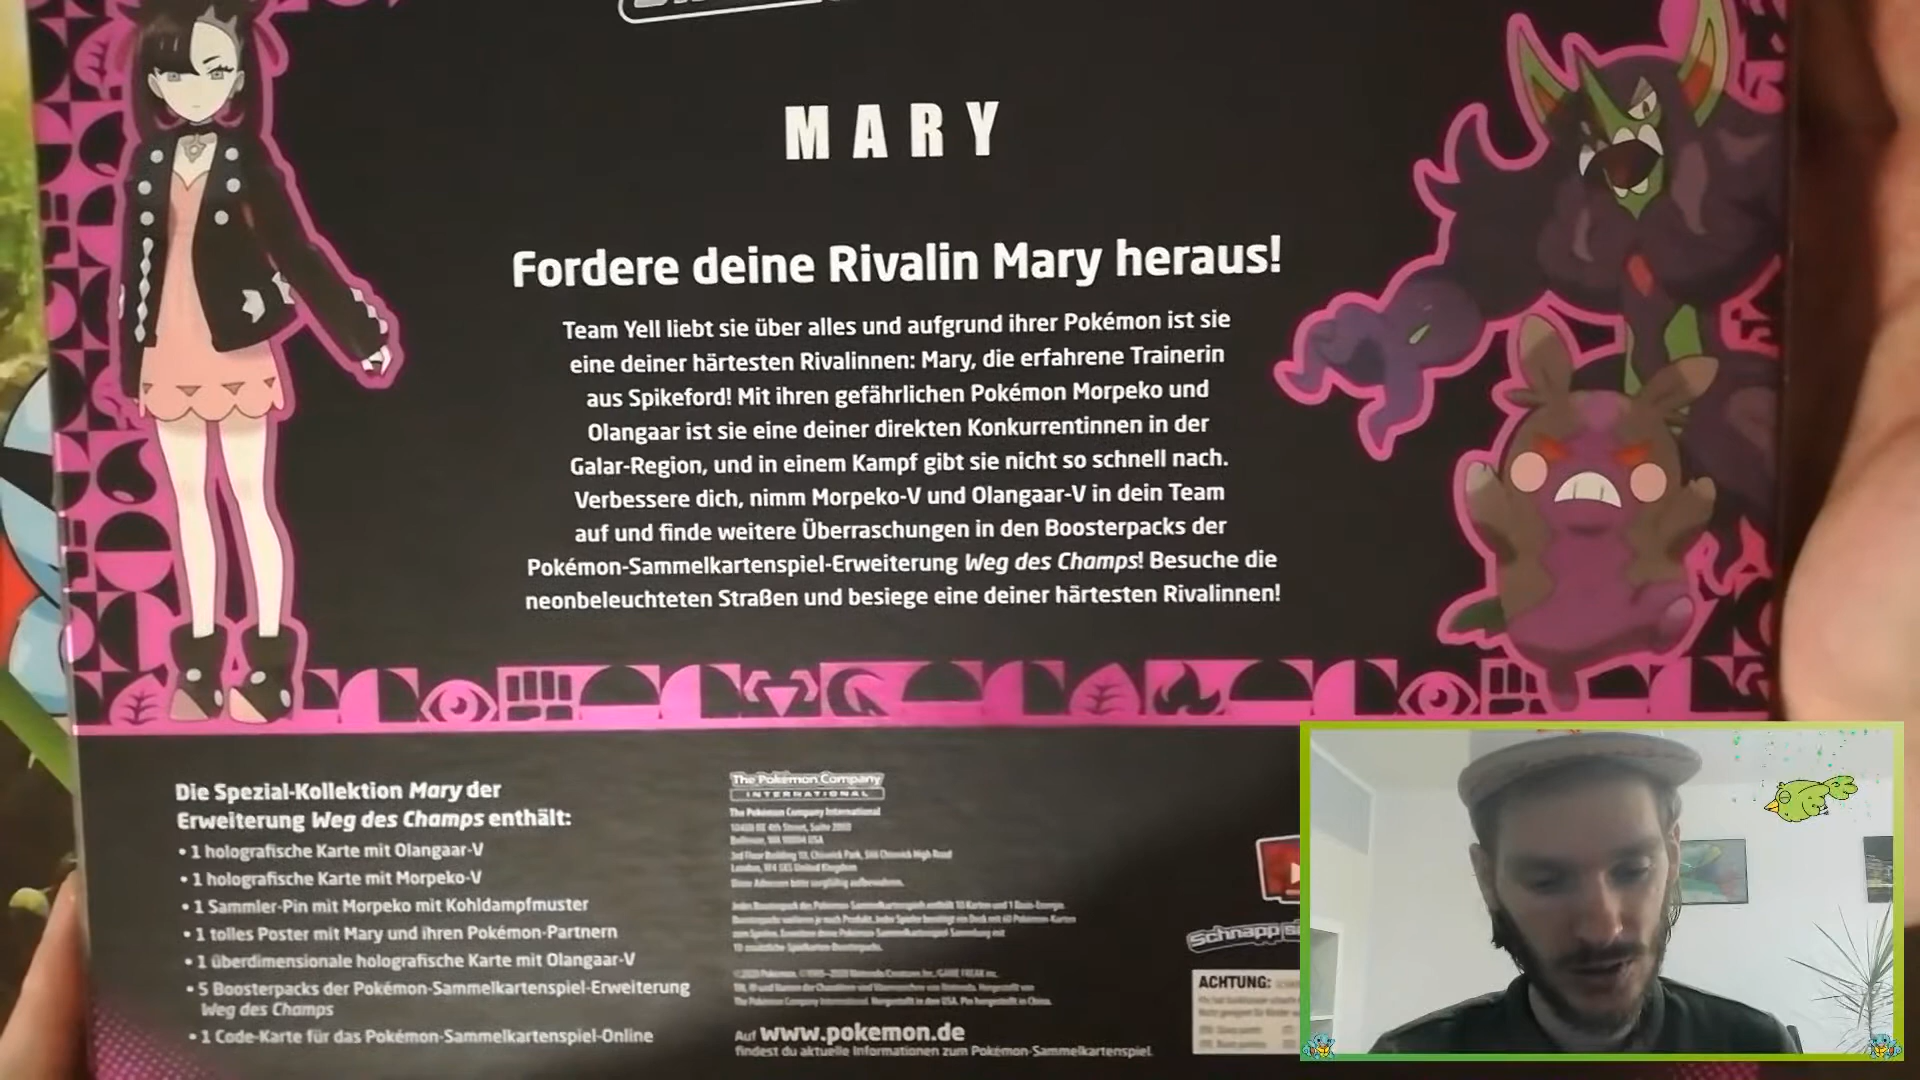 MARY
Fordere deine Rivalin Mary heraus!
Team Yell liebt sie über alles und aufgrund ihrer Pokémon ist sie
eine deiner härtesten Rivalinnen: Mary, die erfahrene Trainerin
aus Spikeford! Mit ihren gefährlichen Pokémon Morpeko und
Olangaar ist sie eine deiner direkten Konkurrentinnen in der
Galar-Region, und in einem Kampf gibt sie nicht so schnell nach.
Verbessere dich, nimm Morpeko-V und Olangaar-V in dein Team
auf und finde weitere Überraschungen in den Boosterpacks der
Pokémon-Sammelkartenspiel-Erweiterung Weg des Champs! Besuche die
neonbeleuchteten Straßen und besiege eine deiner härtesten Rivalinnen!
Die Spezial-Kollektion Mary der
Erweiterung Weg des Champs enthält:
• 1 holografische Karte mit Olangaar-V
• 1 holografische Karte mit Morpeko-V
• 1 Sammler-Pin mit Morpeko mit Kohldampfmuster
• 1 tolles Poster mit Mary und ihren Pokémon-Partnern
• 1 überdimensionale holografische Karte mit Olangaar-V
• 5 Boosterpacks der Pokémon-Sammelkartenspiel-Erweiterung
Weg des Champs
• 1 Code-Karte für das Pokémon-Sammelkartenspiel-Online
The Pokémon Company
INTERNATIONAL
The Pokémon Company International
Auf www.pokemon.de
findest du aktuelle Informationen zum Pokémon-Sammelkartenspiel.
Schnapp
ACHTUNG: